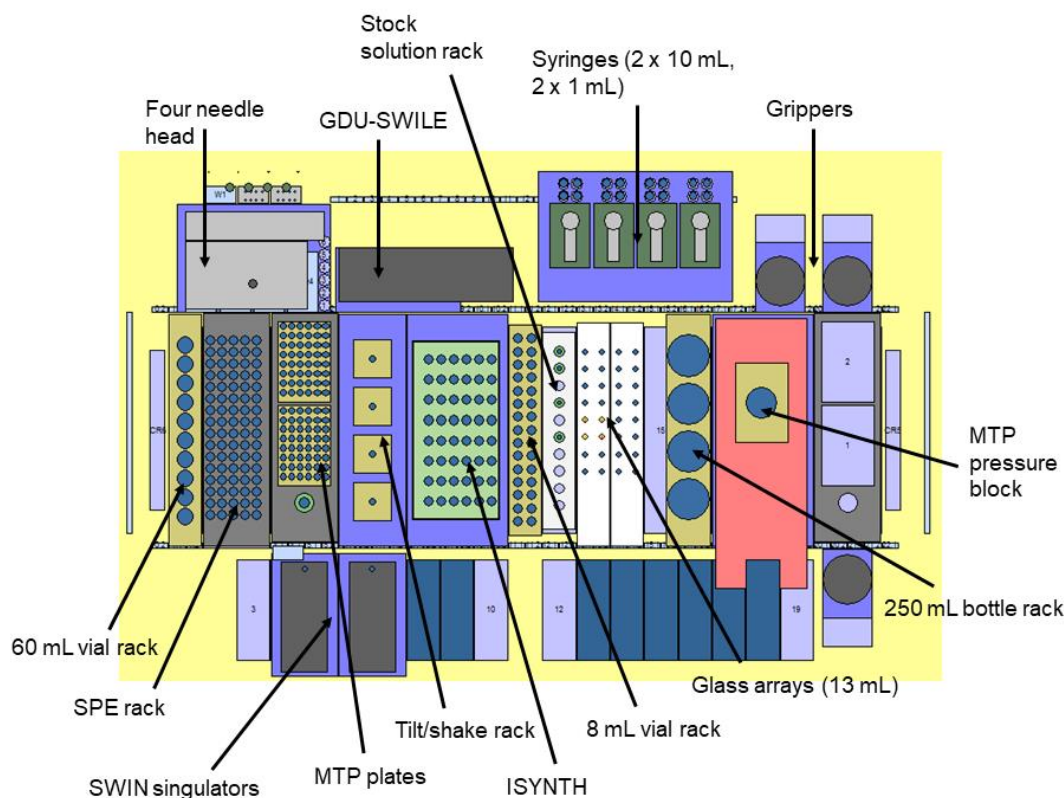 Stock
solution rack
Syringes (2 x 10 mL,
2 x 1 mL)
Four needle
head
GDU-SWILE
Grippers
W1
CR6
2
15
1
CR5
MTP
pressure
block
3
10
12
19
250 mL bottle rack
60 mL vial rack
Glass arrays (13 mL)
SPE rack
Tilt/shake rack
8 mL vial rack
MTP plates
SWIN singulators
ISYNTH